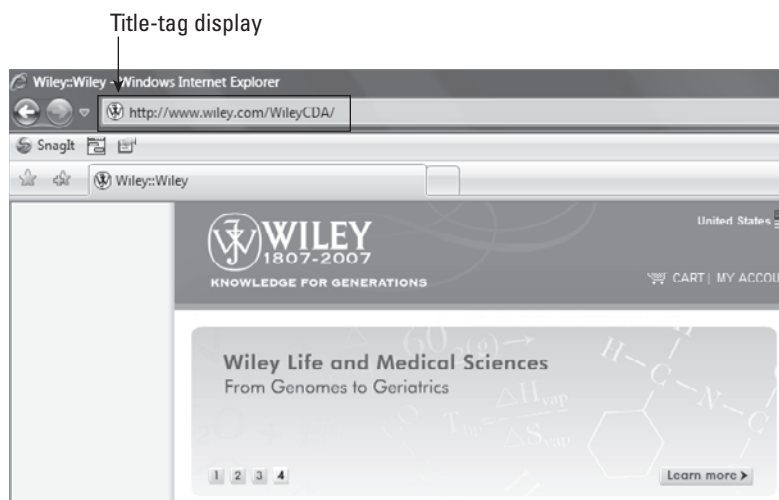 Title-tag display
Wiley::Wiley - Windows Internet Explorer
http://www.wiley.com/WileyCDA/
SnagIt
Wiley::Wiley
United States
WILEY
1807-2007
KNOWLEDGE FOR GENERATIONS
CART | MY ACCOU
Wiley Life and Medical Sciences
From Genomes to Geriatrics
1 2 3 4
Learn more >